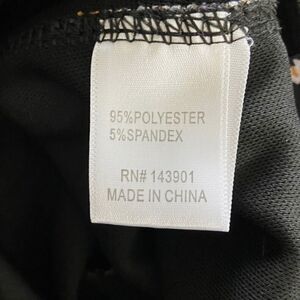 95%POLYESTER
5%SPANDEX
RN# 143901
MADE IN CHINA